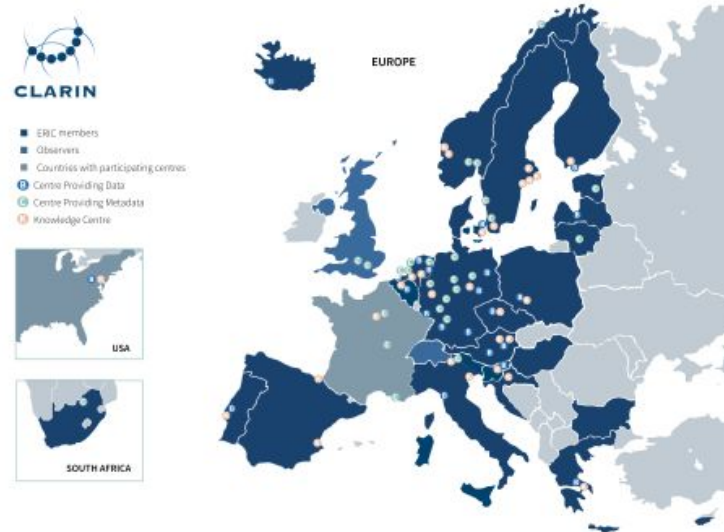 CLARIN
EUROPE
ERIC members
Observers
Countries with participating centres
B Centre Providing Data
C Centre Providing Metadata
K Knowledge Centre
USA
SOUTH AFRICA